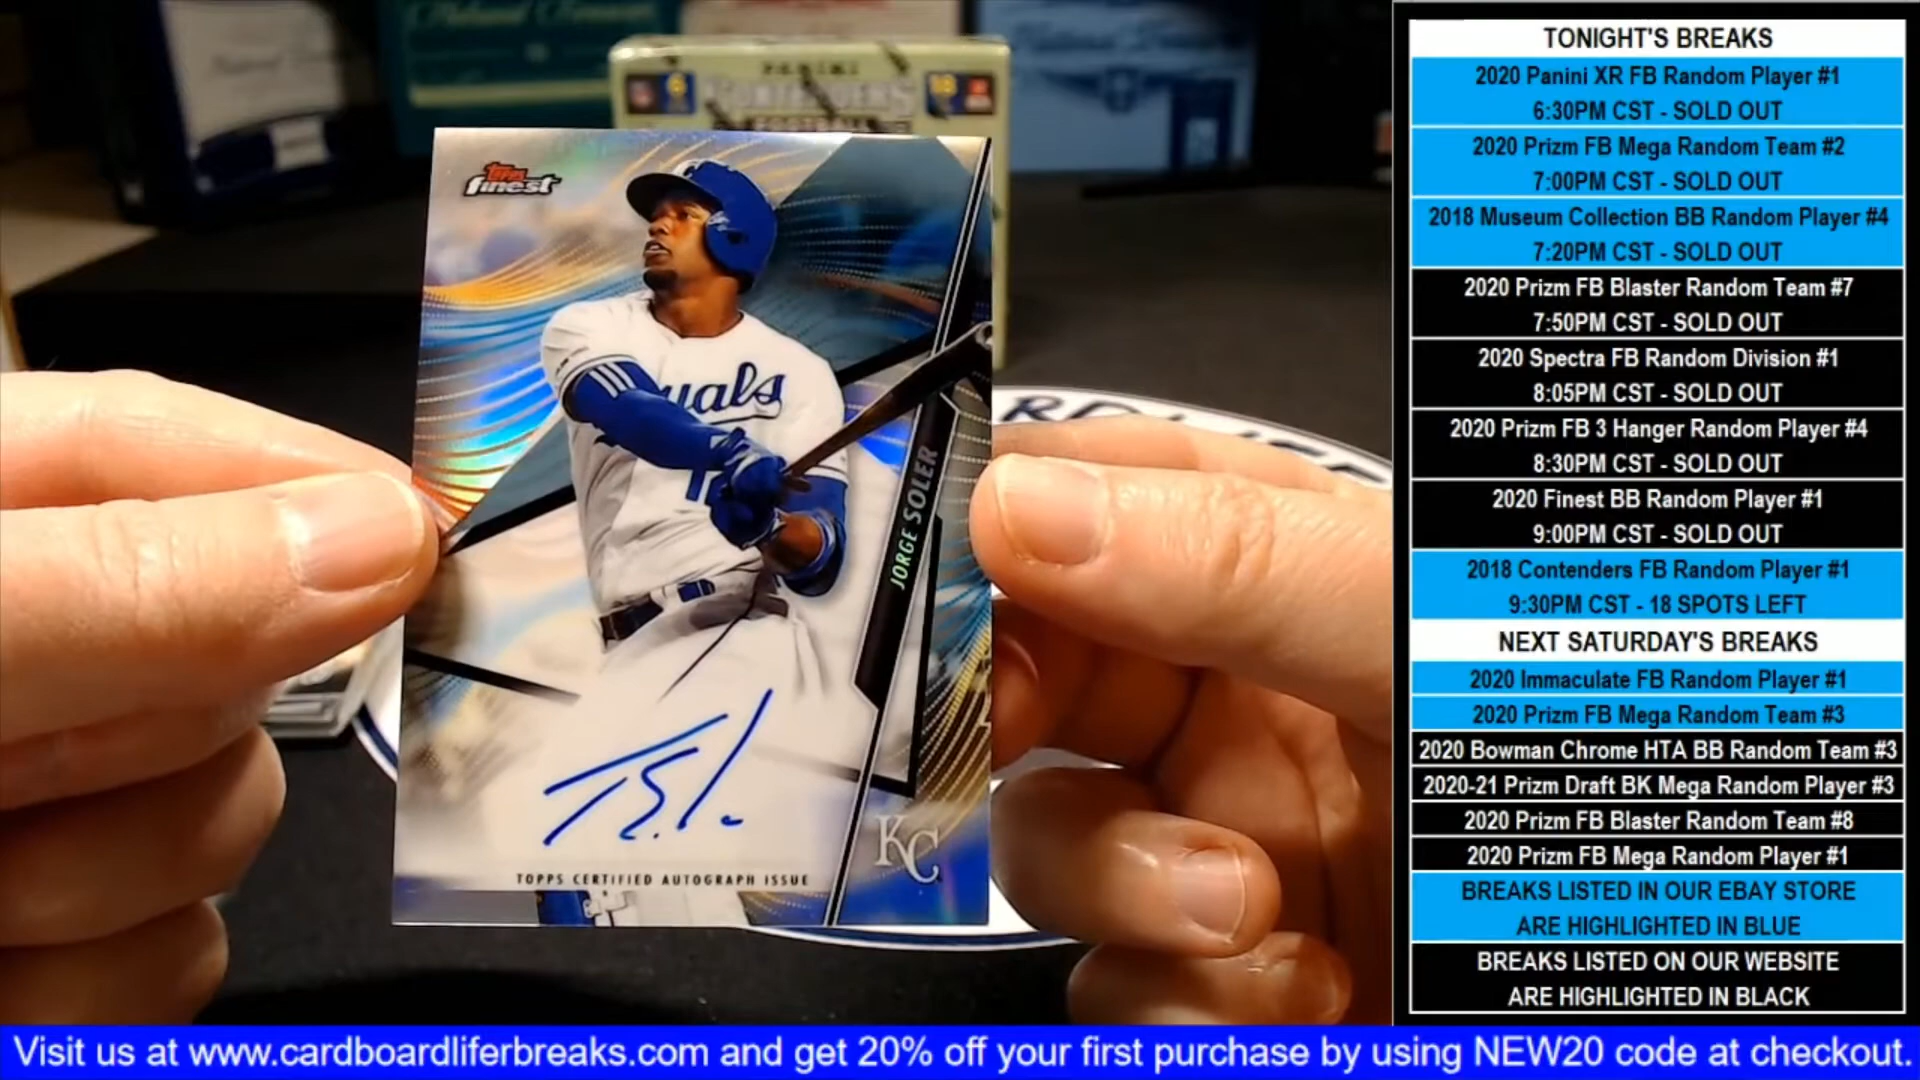 PANINI
CONTENDERS
FOOTBALL
Topps
finest
yals
JORGE SOLER
KC
TOPPS CERTIFIED AUTOGRAPH ISSUE
TONIGHT'S BREAKS
2020 Panini XR FB Random Player #1
6:30PM CST - SOLD OUT
2020 Prizm FB Mega Random Team #2
7:00PM CST - SOLD OUT
2018 Museum Collection BB Random Player #4
7:20PM CST - SOLD OUT
2020 Prizm FB Blaster Random Team #7
7:50PM CST - SOLD OUT
2020 Spectra FB Random Division #1
8:05PM CST - SOLD OUT
2020 Prizm FB 3 Hanger Random Player #4
8:30PM CST - SOLD OUT
2020 Finest BB Random Player #1
9:00PM CST - SOLD OUT
2018 Contenders FB Random Player #1
9:30PM CST - 18 SPOTS LEFT
NEXT SATURDAY'S BREAKS
2020 Immaculate FB Random Player #1
2020 Prizm FB Mega Random Team #3
2020 Bowman Chrome HTA BB Random Team #3
2020-21 Prizm Draft BK Mega Random Player #3
2020 Prizm FB Blaster Random Team #8
2020 Prizm FB Mega Random Player #1
BREAKS LISTED IN OUR EBAY STORE
ARE HIGHLIGHTED IN BLUE
BREAKS LISTED ON OUR WEBSITE
ARE HIGHLIGHTED IN BLACK
Visit us at www.cardboardliferbreaks.com and get 20% off your first purchase by using NEW20 code at checkout.